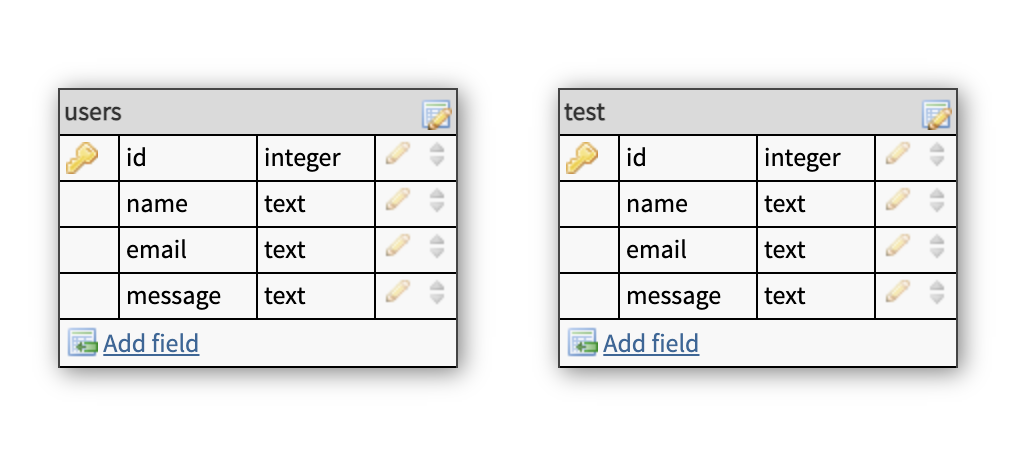 users
id integer
name text
email text
message text
Add field
test
id integer
name text
email text
message text
Add field